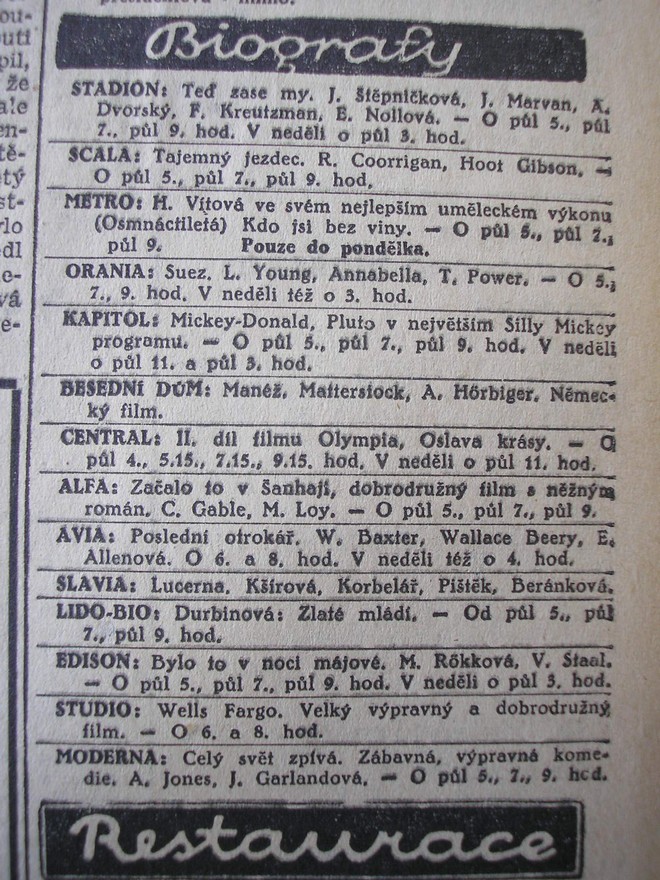 Biografy
STADION: Teď zase my. J. Štěpničková, J. Marvan, A.
Dvorský, F. Kreutzman, E. Nollová. — O půl 5., půl
7., půl 9. hod. V neděli o půl 3. hod.
SCALA: Tajemný jezdec. R. Coorrigan, Hoot Gibson. —
O půl 5., půl 7., půl 9. hod.
METRO: H. Vítová ve svém nejlepším uměleckém výkonu
(Osmnáctiletá) Kdo jsi bez viny. — O půl 5., půl 7.,
půl 9. Pouze do pondělka.
ORANIA: Suez. L. Young, Annabella, T. Power. — O 5.,
7., 9. hod. V neděli též o 3. hod.
KAPITOL: Mickey-Donald, Pluto v největším Silly Mickey
programu. — O půl 5., půl 7., půl 9. hod. V neděli
o půl 11. a půl 3. hod.
BESEDNÍ DŮM: Manéž. Matterstock, A. Hörbiger. Němec-
ký film.
CENTRAL: II. díl filmu Olympia, Oslava krásy. — O
půl 4., 5.15., 7.15., 9.15. hod. V neděli o půl 11. hod.
ALFA: Začalo to v Šanhaji, dobrodružný film s něžným
román. C. Gable, M. Loy. — O půl 5., půl 7., půl 9.
AVIA: Poslední otrokář. W. Baxter, Wallace Beery, E.
Allenová. O 6. a 8. hod. V neděli též o 4. hod.
SLAVIA: Lucerna. Kšírová, Korbelář, Pištěk, Beránková.
LIDO-BIO: Durbinová: Zlaté mládí. — Od půl 5., půl
7., půl 9. hod.
EDISON: Bylo to v noci májové. M. Rökková, V. Staal.
— O půl 5., půl 7., půl 9. hod. V neděli o půl 3. hod.
STUDIO: Wells Fargo. Velký výpravný a dobrodružný
film. — O 6. a 8. hod.
MODERNA: Celý svět zpívá. Zábavná, výpravná kome-
die. A. Jones, J. Garlandová. — O půl 5., 7., 9. hod.
Restaurace